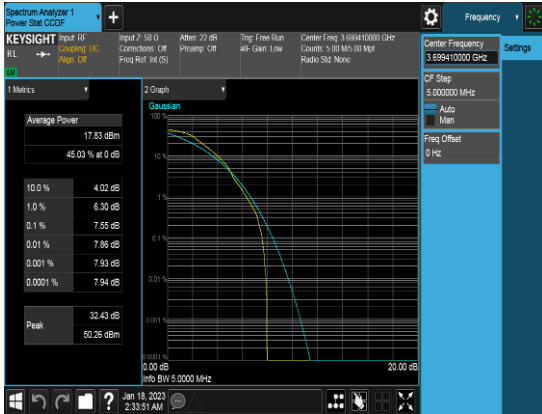 Spectrum Analyzer 1
Power Stat CCDF
+
Frequency
KEYSIGHT
RL
Input: RF
Coupling: DC
Align: Off
Input Z: 50 Ω
Corrections: Off
Freq Ref: Int (S)
Atten: 22 dB
Preamp: Off
Trig: Free Run
#IF Gain: Low
Center Freq: 3.699410000 GHz
Counts: 5.00 M/5.00 Mpt
Radio Std: None
Center Frequency
3.699410000 GHz
Settings
CF Step
5.000000 MHz
Auto
Man
Freq Offset
0 Hz
1 Metrics
2 Graph
Gaussian
Average Power
17.83 dBm
45.03 % at 0 dB
10.0 % 4.02 dB
1.0 % 6.30 dB
0.1 % 7.55 dB
0.01 % 7.86 dB
0.001 % 7.93 dB
0.0001 % 7.94 dB
Peak
32.43 dB
50.26 dBm
100 %
10 %
1 %
0.1 %
0.01 %
0.001 %
0.0001 %
0.00 dB
20.00 dB
Info BW 5.0000 MHz
?
Jan 18, 2023
2:33:51 AM